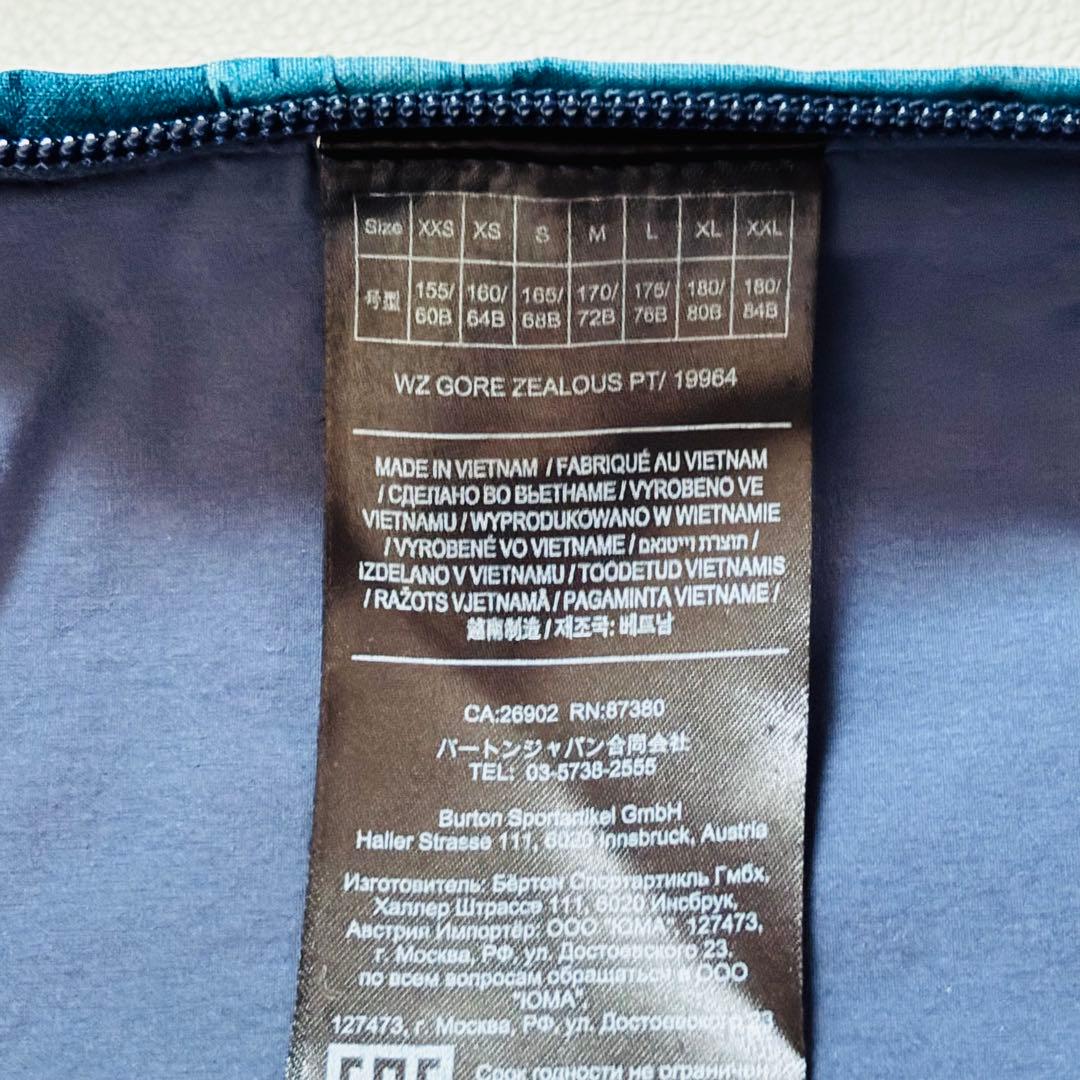 Size XXS XS S M L XL XXL
号型 155/60B 160/64B 165/68B 170/72B 175/76B 180/80B 180/84B
WZ GORE ZEALOUS PT/ 19964
MADE IN VIETNAM / FABRIQUÉ AU VIETNAM
/ СДЕЛАНО ВО ВЬЕТНАМЕ / VYROBENO VE
VIETNAMU / WYPRODUKOWANO W WIETNAMIE
/ VYROBENÉ VO VIETNAME / תוצרת וייטנאם /
IZDELANO V VIETNAMU / TOODETUD VIETNAMIS
/ RAŽOTS VJETNAMĀ / PAGAMINTA VIETNAME /
越南制造 / 제조국: 베트남
CA:26902 RN:87380
バートンジャパン合同会社
TEL: 03-5738-2555
Burton Sportartikel GmbH
Haller Strasse 111, 6020 Innsbruck, Austria
Изготовитель: Бёртон Спортартикль Гмбх,
Халлер Штрассе 111, 6020 Инсбрук,
Австрия Импортёр: ООО "ЮМА", 127473,
г. Москва, РФ, ул. Достоевского 23,
по всем вопросам обращаться в ООО
"ЮМА",
127473, г. Москва, РФ, ул. Достоевского 23
Срок годности не ограничен